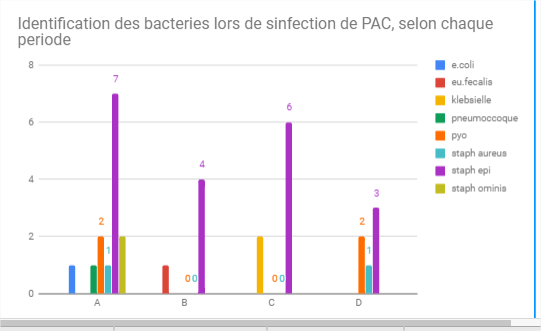 Identification des bacteries lors de sinfection de PAC, selon chaque
periode
8
6
4
2
0
7
2
1
4
0 0
6
0 0
2
1
3
A
B
C
D
e.coli
eu.fecalis
klebsielle
pneumoccoque
pyo
staph aureus
staph epi
staph ominis